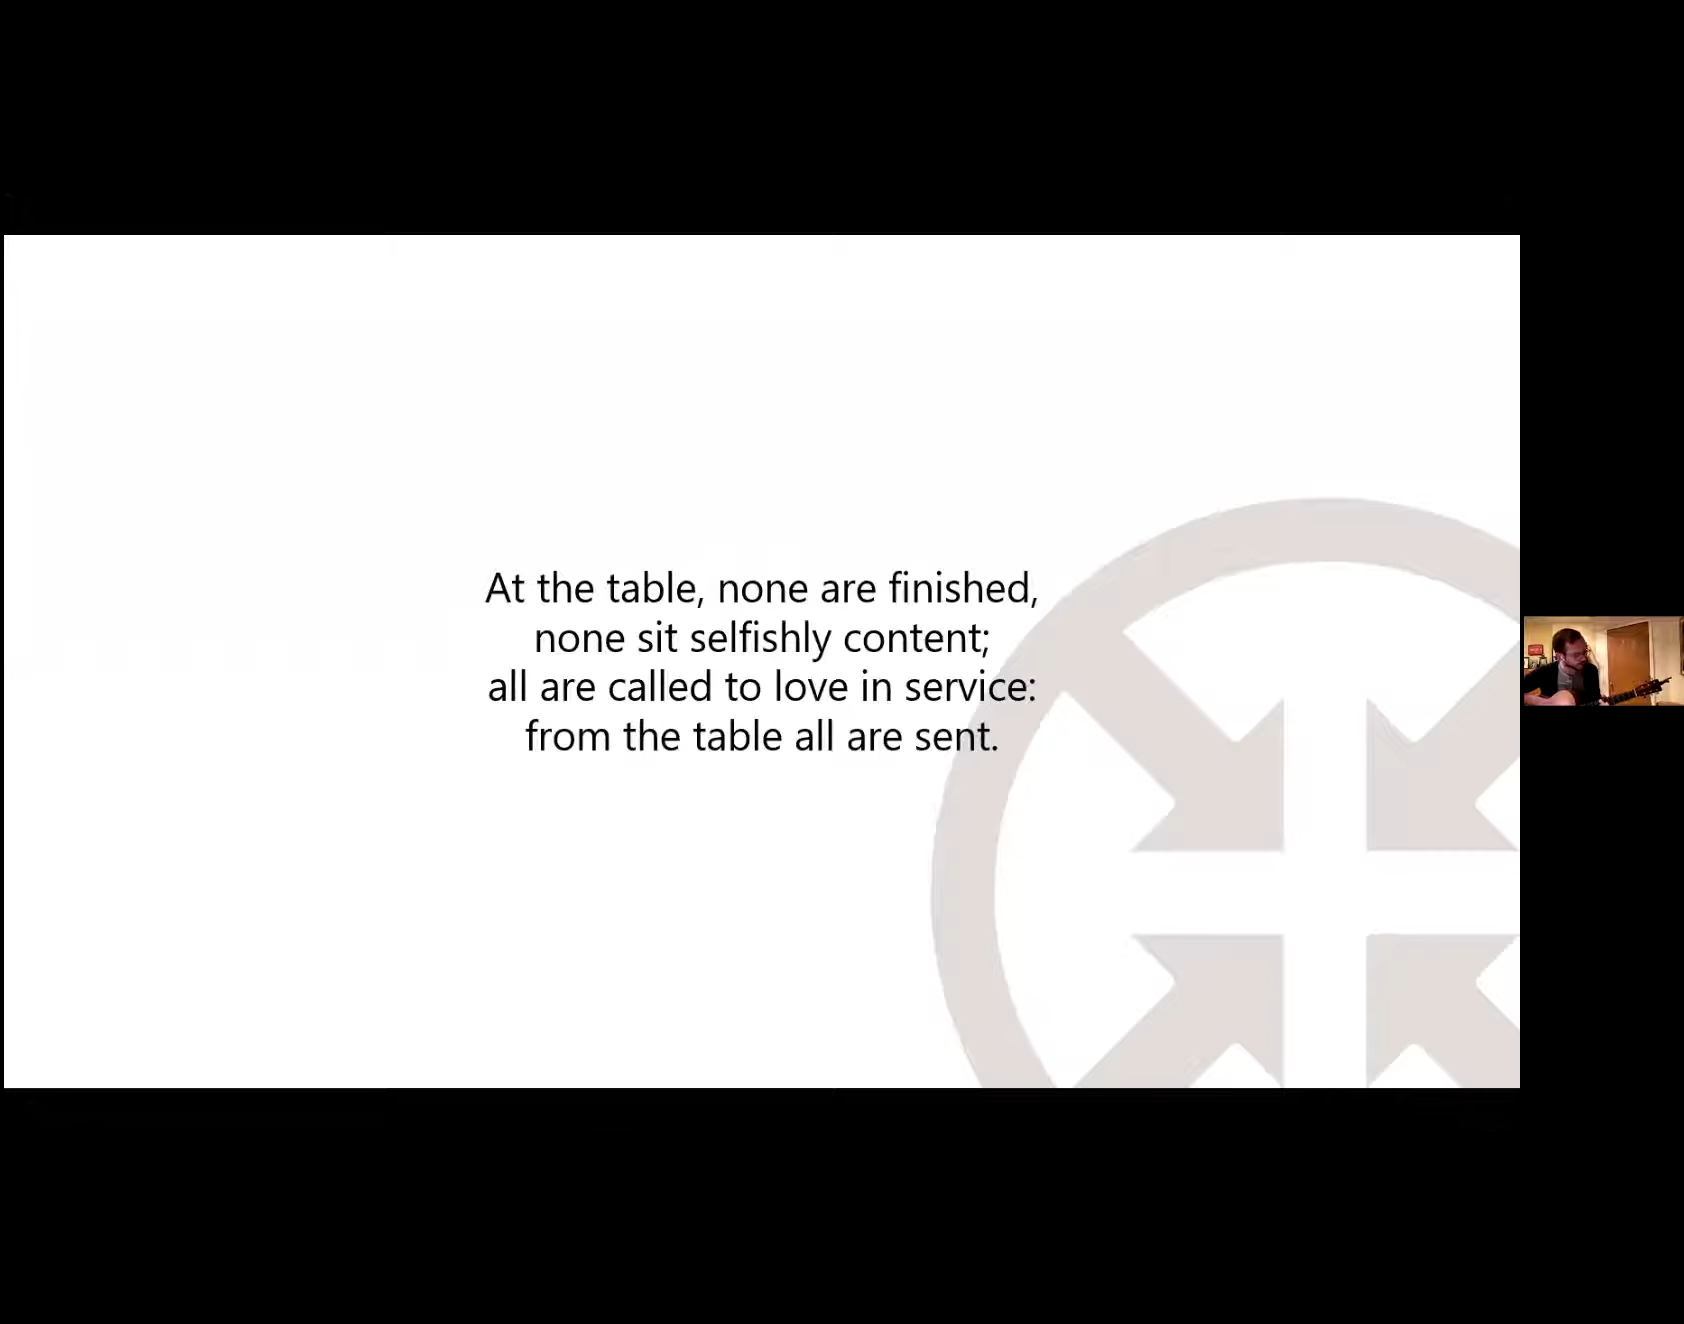 At the table, none are finished,
none sit selfishly content;
all are called to love in service:
from the table all are sent.